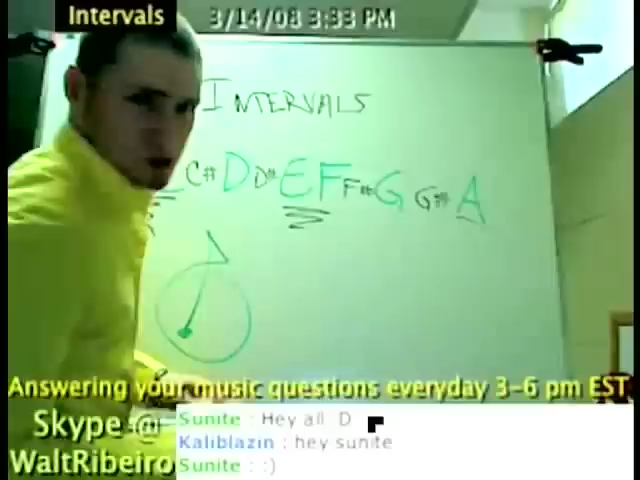 Intervals
3/14/08 3:33 PM
INTERVALS
C# D D# E F F# G G# A
Answering your music questions everyday 3-6 pm EST
Skype @
WaltRibeiro
Sunite : Hey all :D
Kaliblazin : hey sunite
Sunite : :)